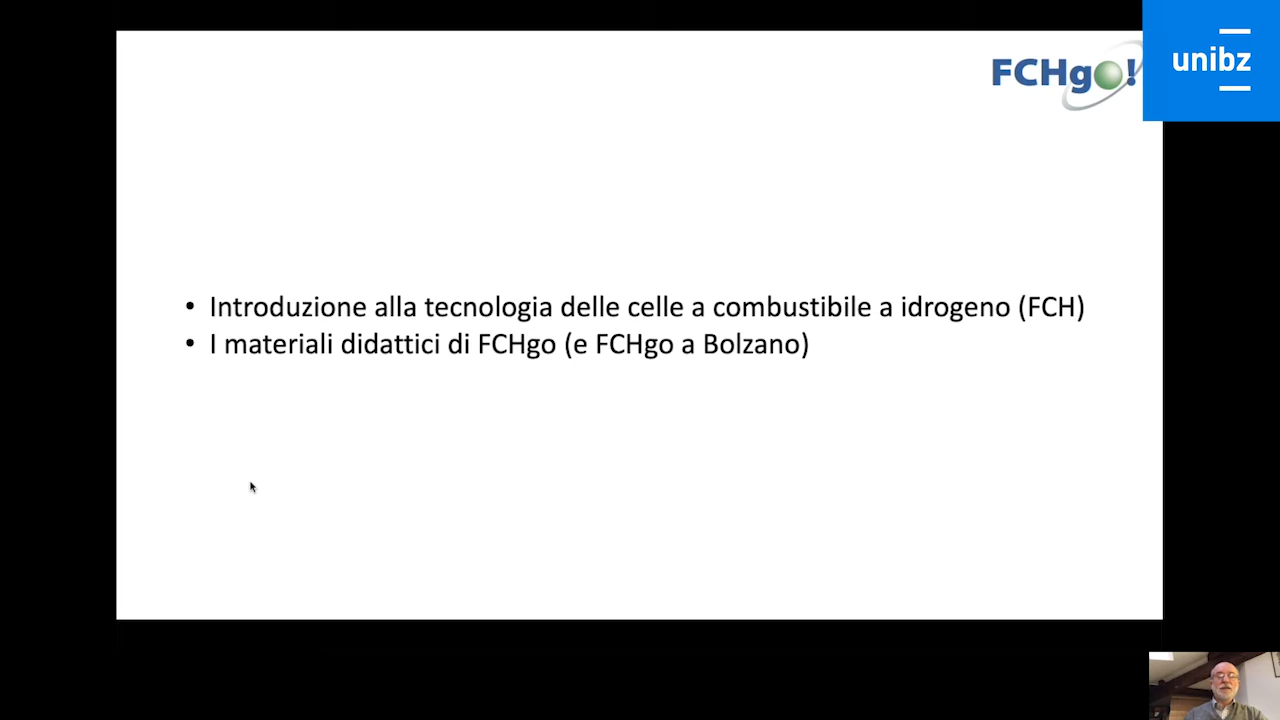 FCHgo!
unibz
• Introduzione alla tecnologia delle celle a combustibile a idrogeno (FCH)
• I materiali didattici di FCHgo (e FCHgo a Bolzano)